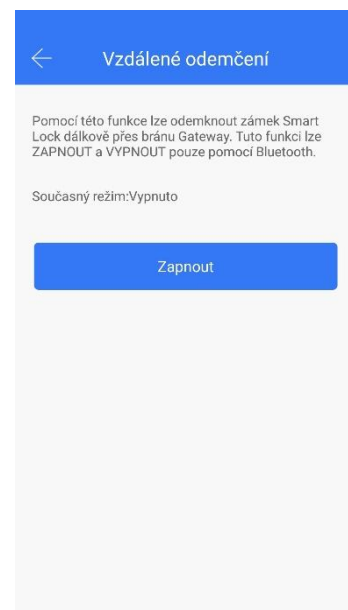 Vzdálené odemčení
Pomocí této funkce lze odemknout zámek Smart
Lock dálkově přes bránu Gateway. Tuto funkci lze
ZAPNOUT a VYPNOUT pouze pomocí Bluetooth.
Současný režim:Vypnuto
Zapnout